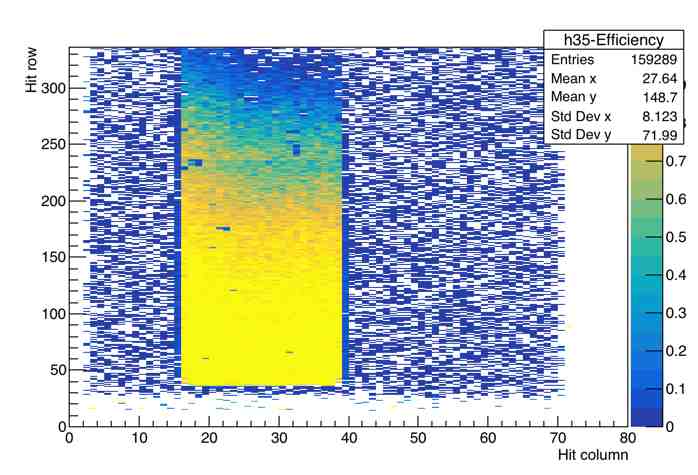 h35-Efficiency
Entries 159289
Mean x 27.64
Mean y 148.7
Std Dev x 8.123
Std Dev y 71.99
Hit row
300
250
200
150
100
50
0
0 10 20 30 40 50 60 70 80
Hit column
0.7
0.6
0.5
0.4
0.3
0.2
0.1
0